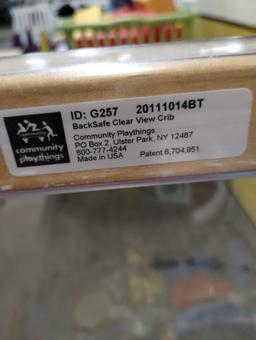 ID: G257 20111014BT
BackSafe Clear View Crib
Community Playthings
PO Box 2, Ulster Park, NY 12487
800-777-4244
Made in USA Patent 6,704,951
community
playthings